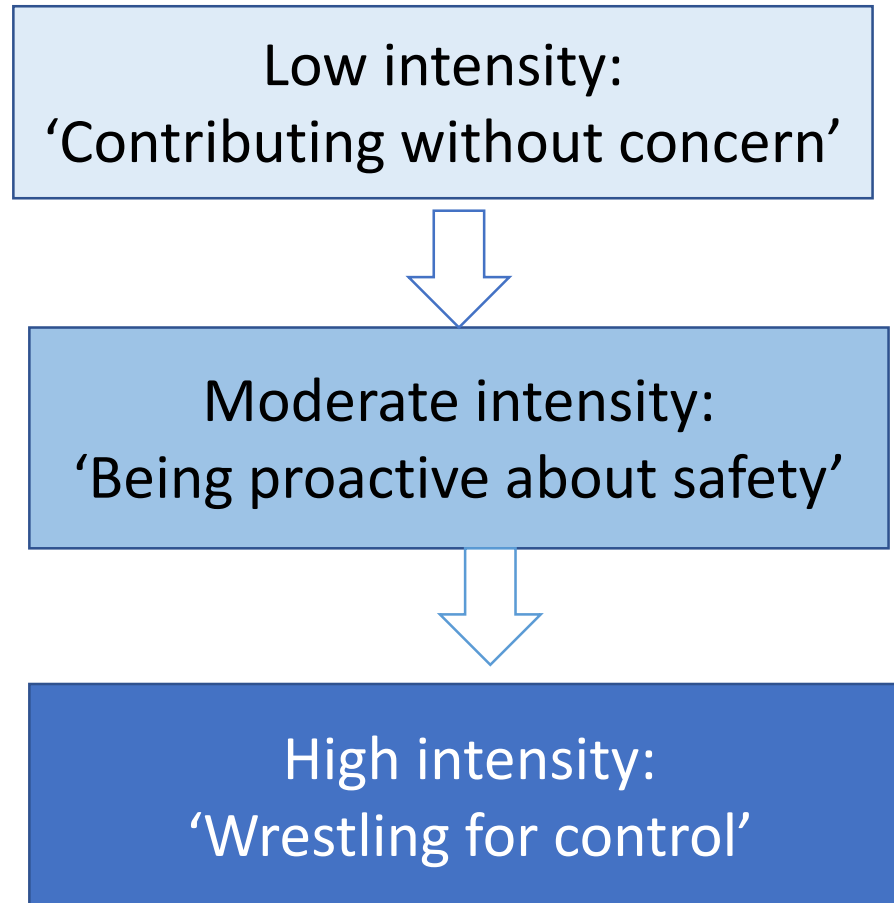 Low intensity:
‘Contributing without concern’
Moderate intensity:
‘Being proactive about safety’
High intensity:
‘Wrestling for control’